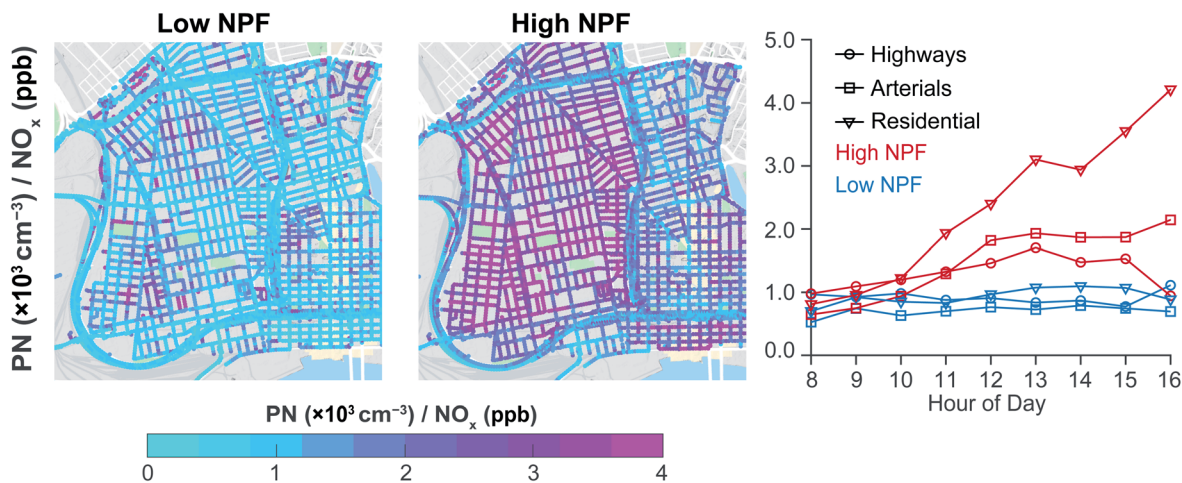 Low NPF
High NPF
PN (×10³ cm⁻³) / NOₓ (ppb)
PN (×10³ cm⁻³) / NOₓ (ppb)
0 1 2 3 4
5.0
4.0
3.0
2.0
1.0
0.0
Highways
Arterials
Residential
High NPF
Low NPF
8 9 10 11 12 13 14 15 16
Hour of Day